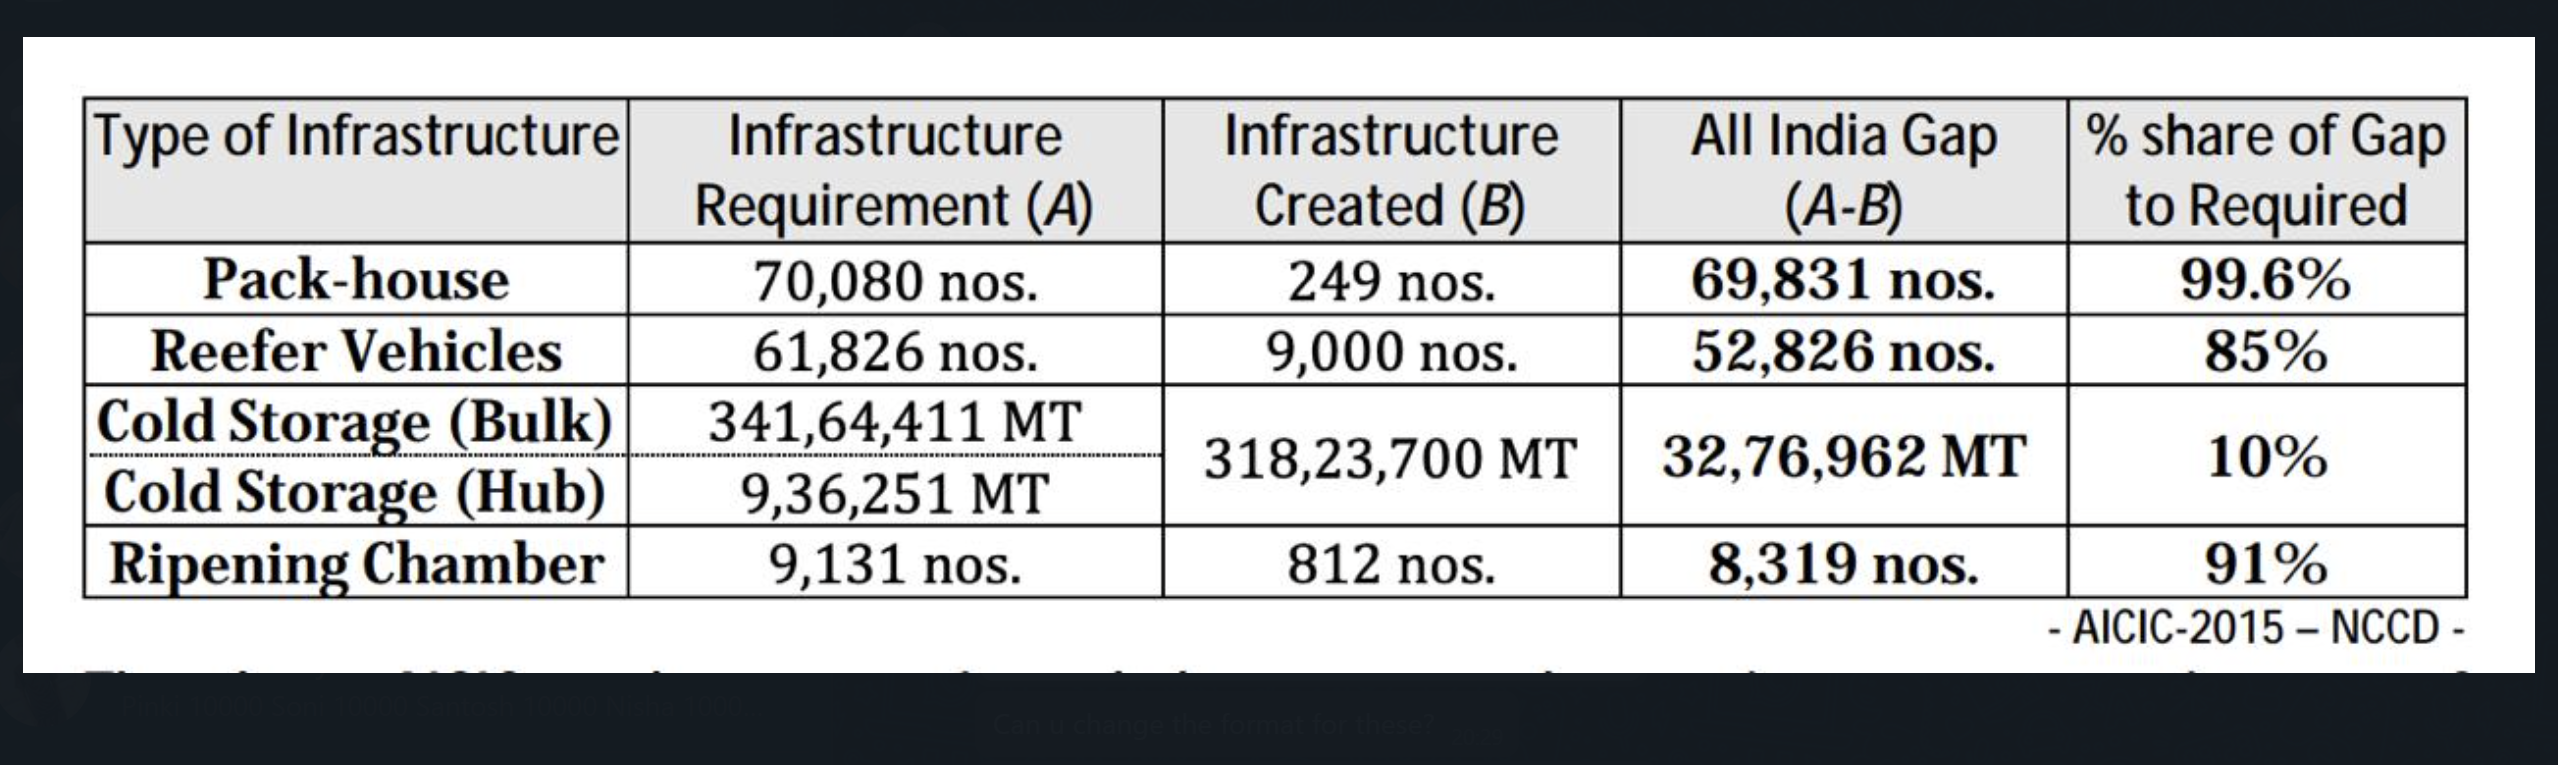 Type of Infrastructure
Infrastructure
Requirement (A)
Infrastructure
Created (B)
All India Gap
(A-B)
% share of Gap
to Required
Pack-house 70,080 nos. 249 nos. 69,831 nos. 99.6%
Reefer Vehicles 61,826 nos. 9,000 nos. 52,826 nos. 85%
Cold Storage (Bulk) 341,64,411 MT
Cold Storage (Hub) 9,36,251 MT
318,23,700 MT 32,76,962 MT 10%
Ripening Chamber 9,131 nos. 812 nos. 8,319 nos. 91%
- AICIC-2015 – NCCD -
Can u change the format for these?